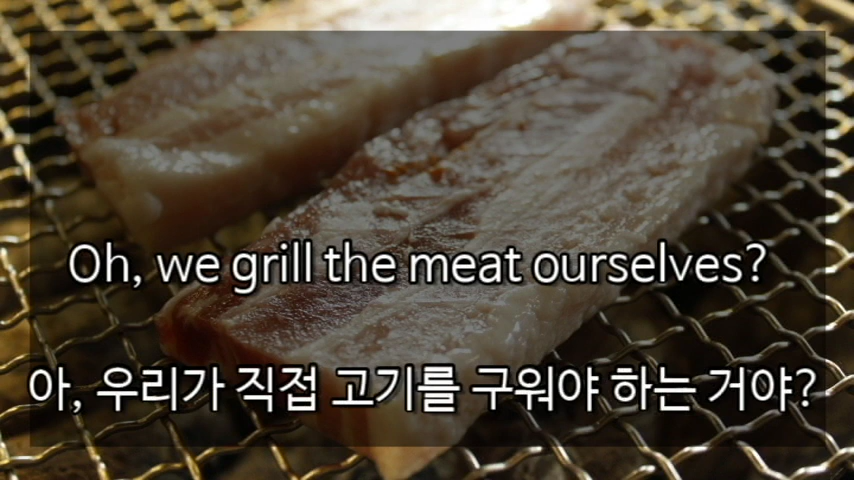 Oh, we grill the meat ourselves?
아, 우리가 직접 고기를 구워야 하는 거야?